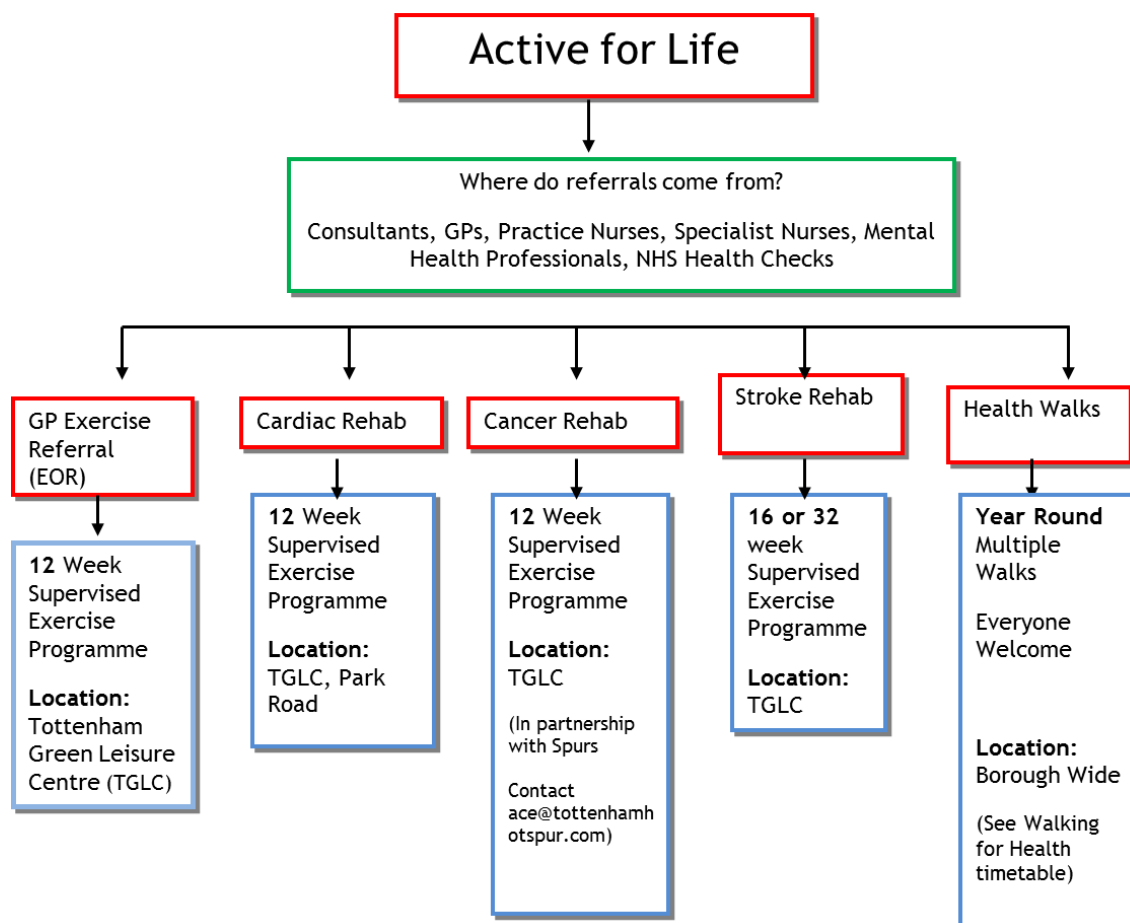 Active for Life
Where do referrals come from?
Consultants, GPs, Practice Nurses, Specialist Nurses, Mental
Health Professionals, NHS Health Checks
GP Exercise
Referral
(EOR)
12 Week
Supervised
Exercise
Programme
Location:
Tottenham
Green Leisure
Centre (TGLC)
Cardiac Rehab
12 Week
Supervised
Exercise
Programme
Location:
TGLC, Park
Road
Cancer Rehab
12 Week
Supervised
Exercise
Programme
Location:
TGLC
(In partnership
with Spurs
Contact
ace@tottenhamh
otspur.com)
Stroke Rehab
16 or 32
week
Supervised
Exercise
Programme
Location:
TGLC
Health Walks
Year Round
Multiple
Walks
Everyone
Welcome
Location:
Borough Wide
(See Walking
for Health
timetable)